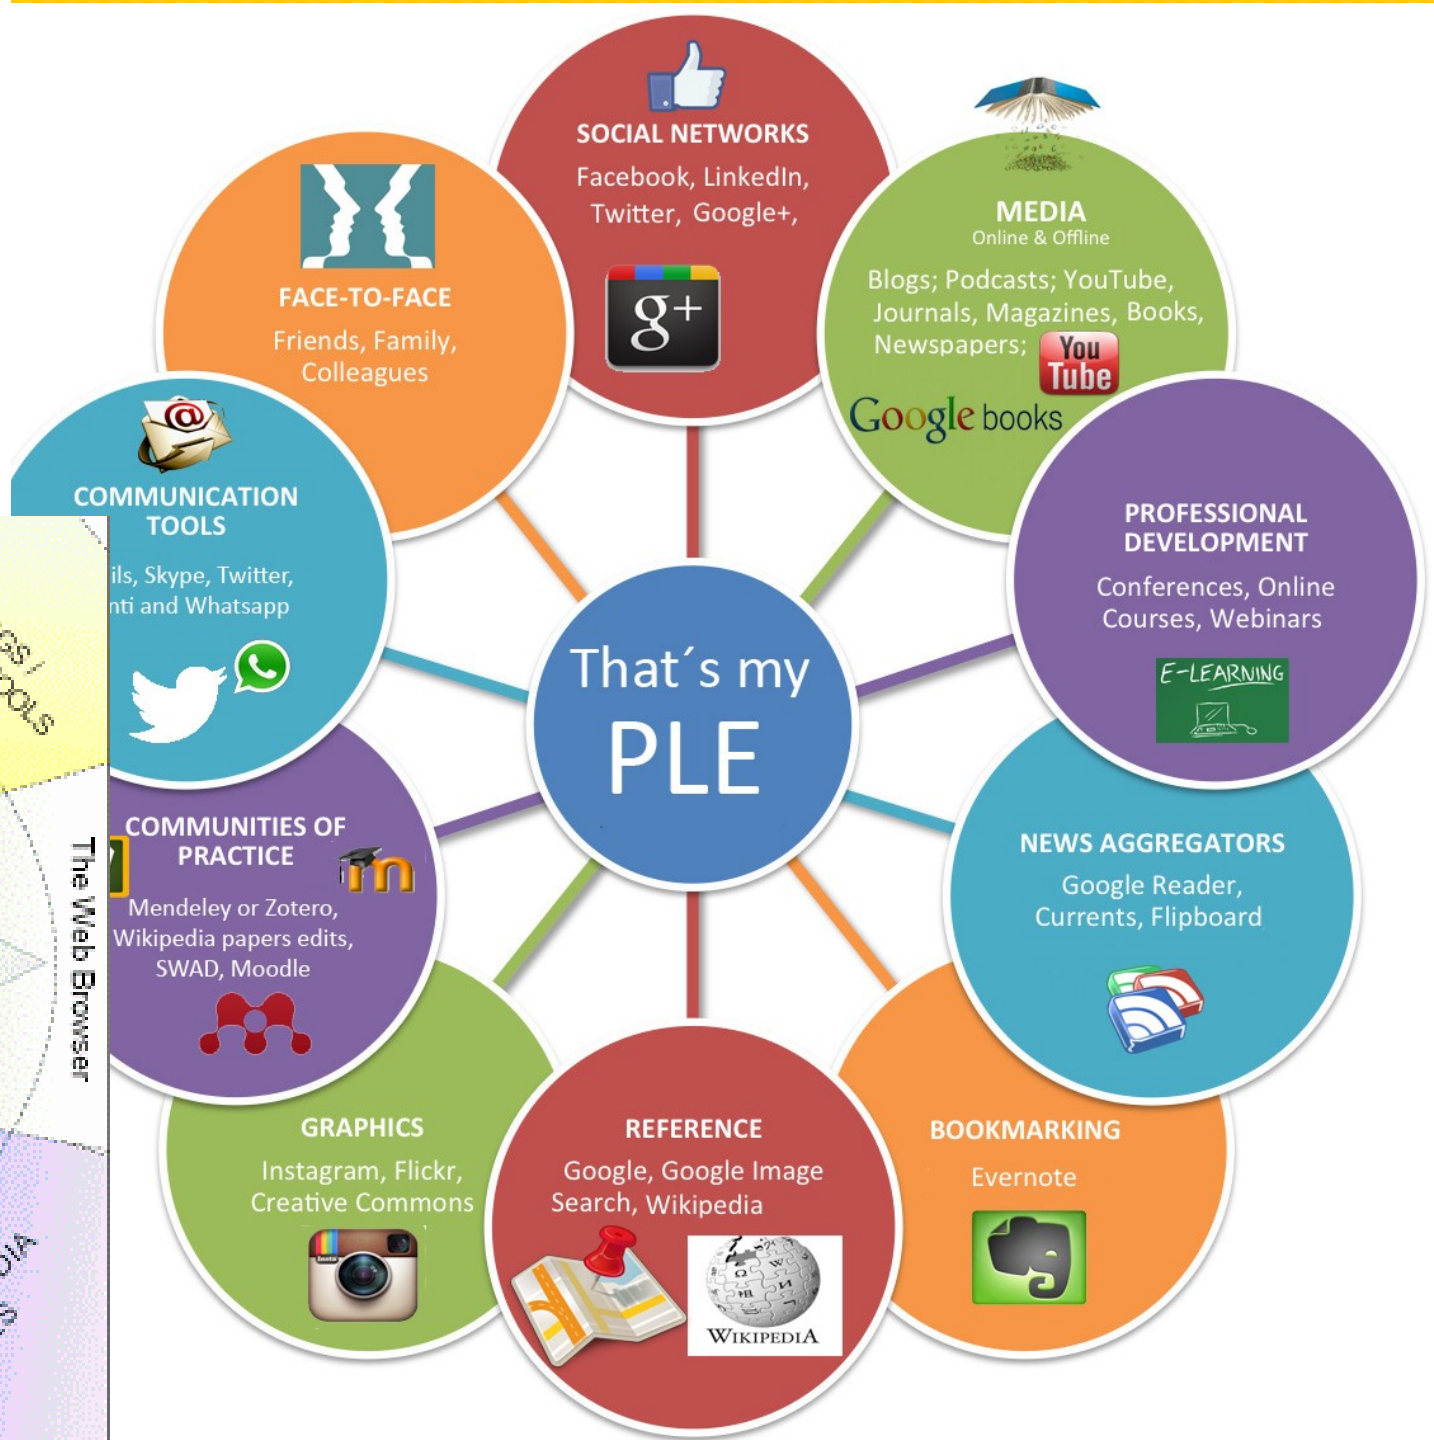 SOCIAL NETWORKS
Facebook, LinkedIn,
Twitter, Google+,
g+
MEDIA
Online & Offline
Blogs; Podcasts; YouTube,
Journals, Magazines, Books,
Newspapers;
You
Tube
Google books
PROFESSIONAL
DEVELOPMENT
Conferences, Online
Courses, Webinars
E-LEARNING
NEWS AGGREGATORS
Google Reader,
Currents, Flipboard
BOOKMARKING
Evernote
REFERENCE
Google, Google Image
Search, Wikipedia
WIKIPEDIA
GRAPHICS
Instagram, Flickr,
Creative Commons
COMMUNITIES OF
PRACTICE
Mendeley or Zotero,
Wikipedia papers edits,
SWAD, Moodle
m
COMMUNICATION
TOOLS
ils, Skype, Twitter,
nti and Whatsapp
@
FACE-TO-FACE
Friends, Family,
Colleagues
That´s my
PLE
GS /
OOLS
The Web Browser
DIA
S